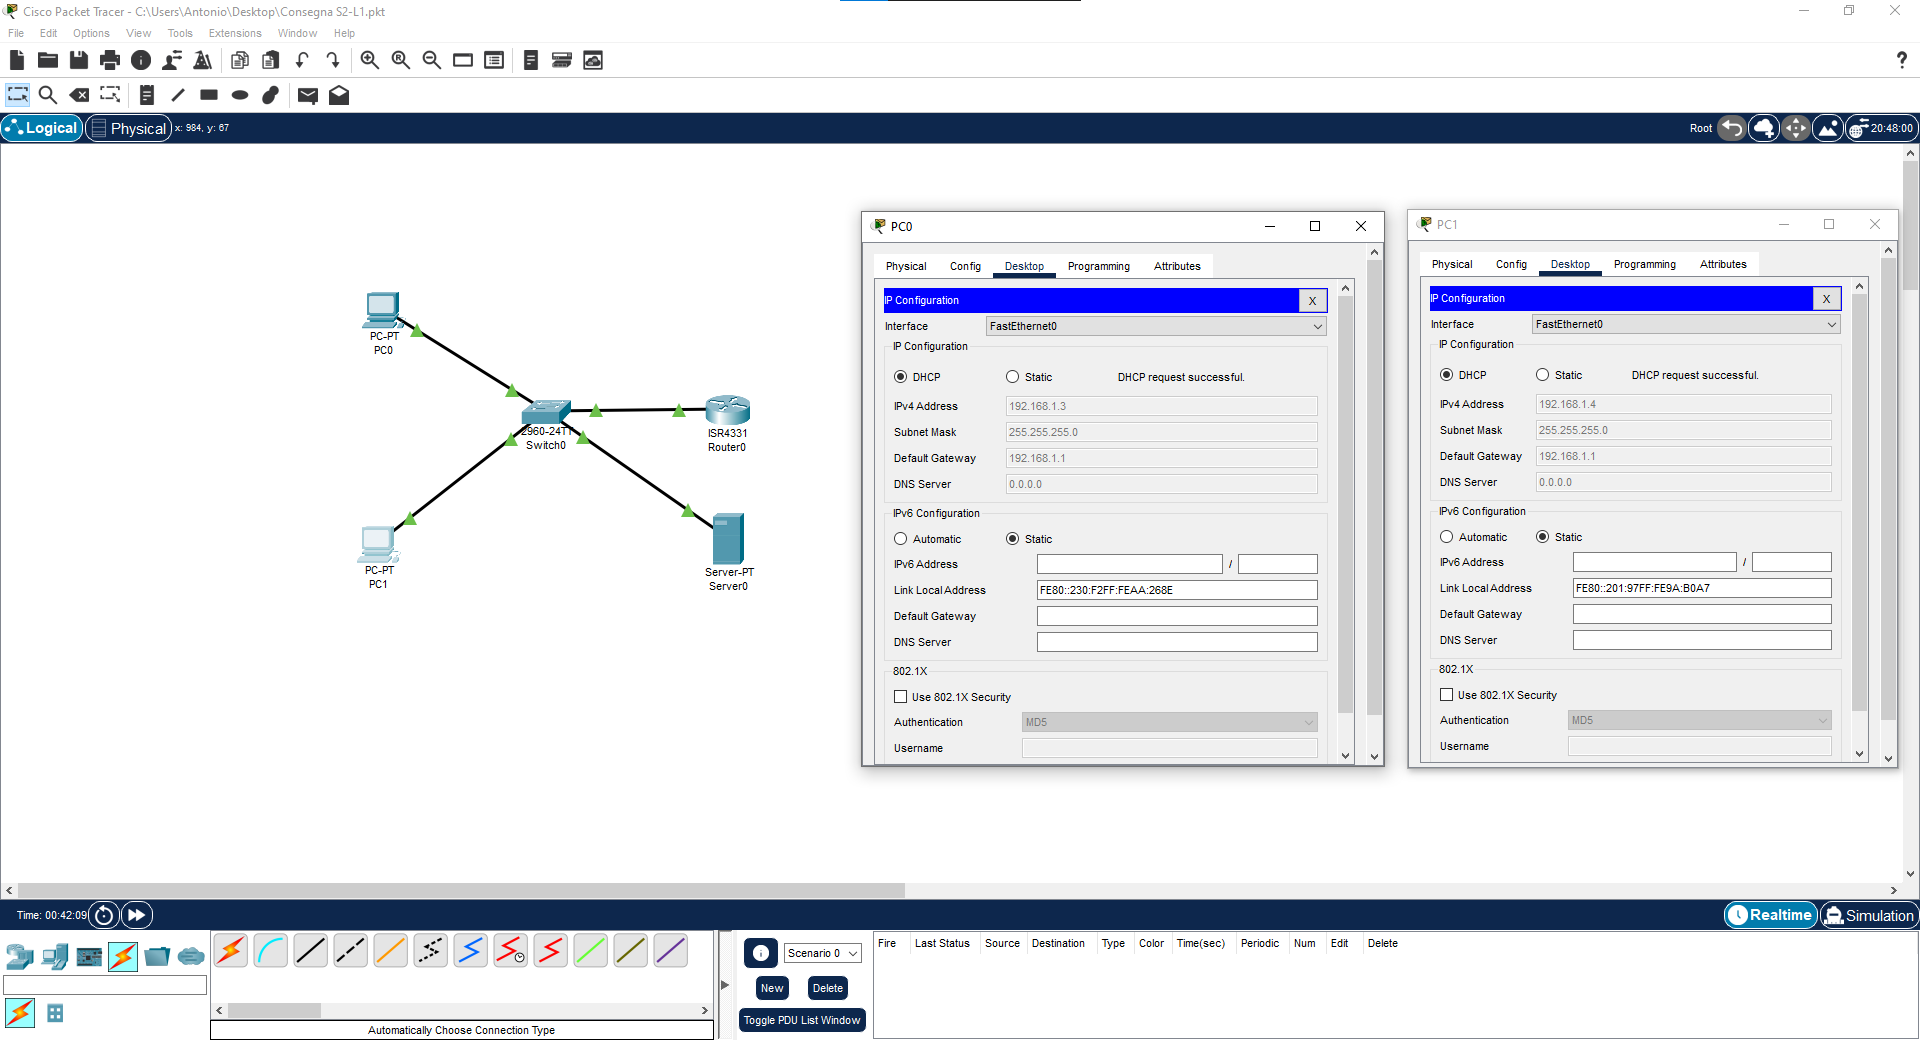 Cisco Packet Tracer - C:\Users\Antonio\Desktop\Consegna S2-L1.pkt
File Edit Options View Tools Extensions Window Help
?
Logical Physical x: 984, y: 67 Root 20:48:00
PC-PT
PC0
2960-24TT
Switch0
ISR4331
Router0
PC-PT
PC1
Server-PT
Server0
PC0
Physical Config Desktop Programming Attributes
IP Configuration X
Interface FastEthernet0
IP Configuration
DHCP Static DHCP request successful.
IPv4 Address 192.168.1.3
Subnet Mask 255.255.255.0
Default Gateway 192.168.1.1
DNS Server 0.0.0.0
IPv6 Configuration
Automatic Static
IPv6 Address /
Link Local Address FE80::230:F2FF:FEAA:268E
Default Gateway
DNS Server
802.1X
Use 802.1X Security
Authentication MD5
Username
PC1
Physical Config Desktop Programming Attributes
IP Configuration X
Interface FastEthernet0
IP Configuration
DHCP Static DHCP request successful.
IPv4 Address 192.168.1.4
Subnet Mask 255.255.255.0
Default Gateway 192.168.1.1
DNS Server 0.0.0.0
IPv6 Configuration
Automatic Static
IPv6 Address /
Link Local Address FE80::201:97FF:FE9A:B0A7
Default Gateway
DNS Server
802.1X
Use 802.1X Security
Authentication MD5
Username
Time: 00:42:09 Realtime Simulation
Automatically Choose Connection Type
Scenario 0
New Delete
Toggle PDU List Window
Fire Last Status Source Destination Type Color Time(sec) Periodic Num Edit Delete